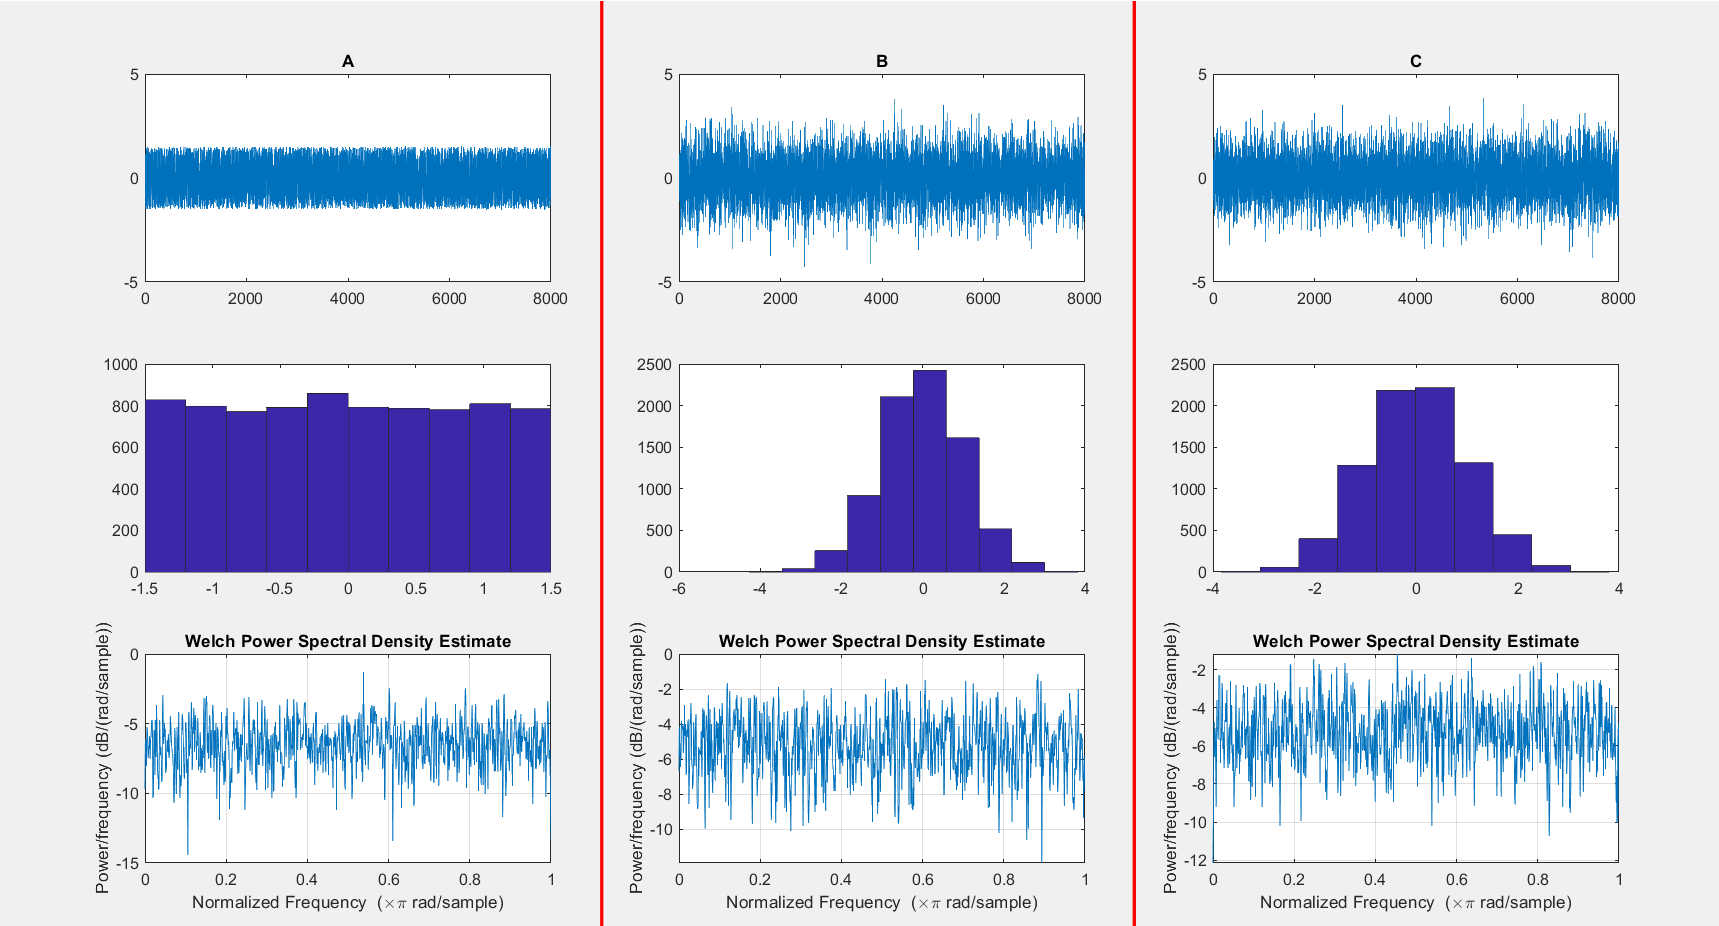 A
5
0
-5
0 2000 4000 6000 8000
B
5
0
-5
0 2000 4000 6000 8000
C
5
0
-5
0 2000 4000 6000 8000
1000
800
600
400
200
0
-1.5 -1 -0.5 0 0.5 1 1.5
2500
2000
1500
1000
500
0
-6 -4 -2 0 2 4
2500
2000
1500
1000
500
0
-4 -2 0 2 4
Welch Power Spectral Density Estimate
Power/frequency (dB/(rad/sample))
0
-5
-10
-15
0 0.2 0.4 0.6 0.8 1
Normalized Frequency (×π rad/sample)
Welch Power Spectral Density Estimate
Power/frequency (dB/(rad/sample))
0
-2
-4
-6
-8
-10
0 0.2 0.4 0.6 0.8 1
Normalized Frequency (×π rad/sample)
Welch Power Spectral Density Estimate
Power/frequency (dB/(rad/sample))
-2
-4
-6
-8
-10
-12
0 0.2 0.4 0.6 0.8 1
Normalized Frequency (×π rad/sample)